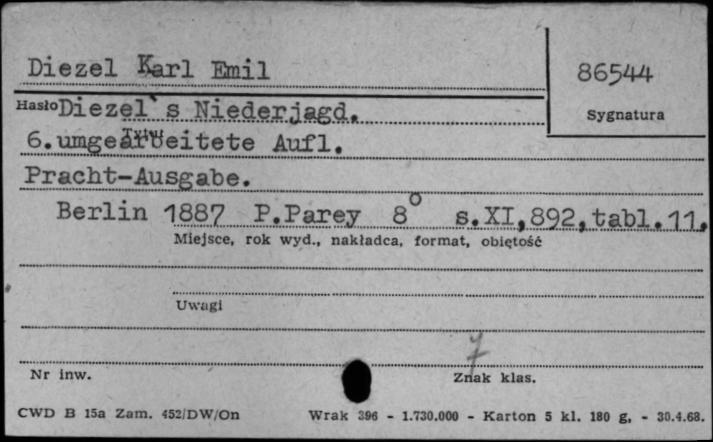 Diezel Karl Emil
86544
Sygnatura
Hasło Diezel`s Niederjagd.
6.umgearbeitete Aufl.
Pracht-Ausgabe.
Berlin 1887 P.Parey 8° s.XI,892,tabl.11.
Miejsce, rok wyd., nakładca, format, obiętość
Uwagi
7
Nr inw.
Znak klas.
CWD B 15a Zam. 452/DW/On Wrak 396 - 1.730.000 - Karton 5 kl. 180 g. - 30.4.68.